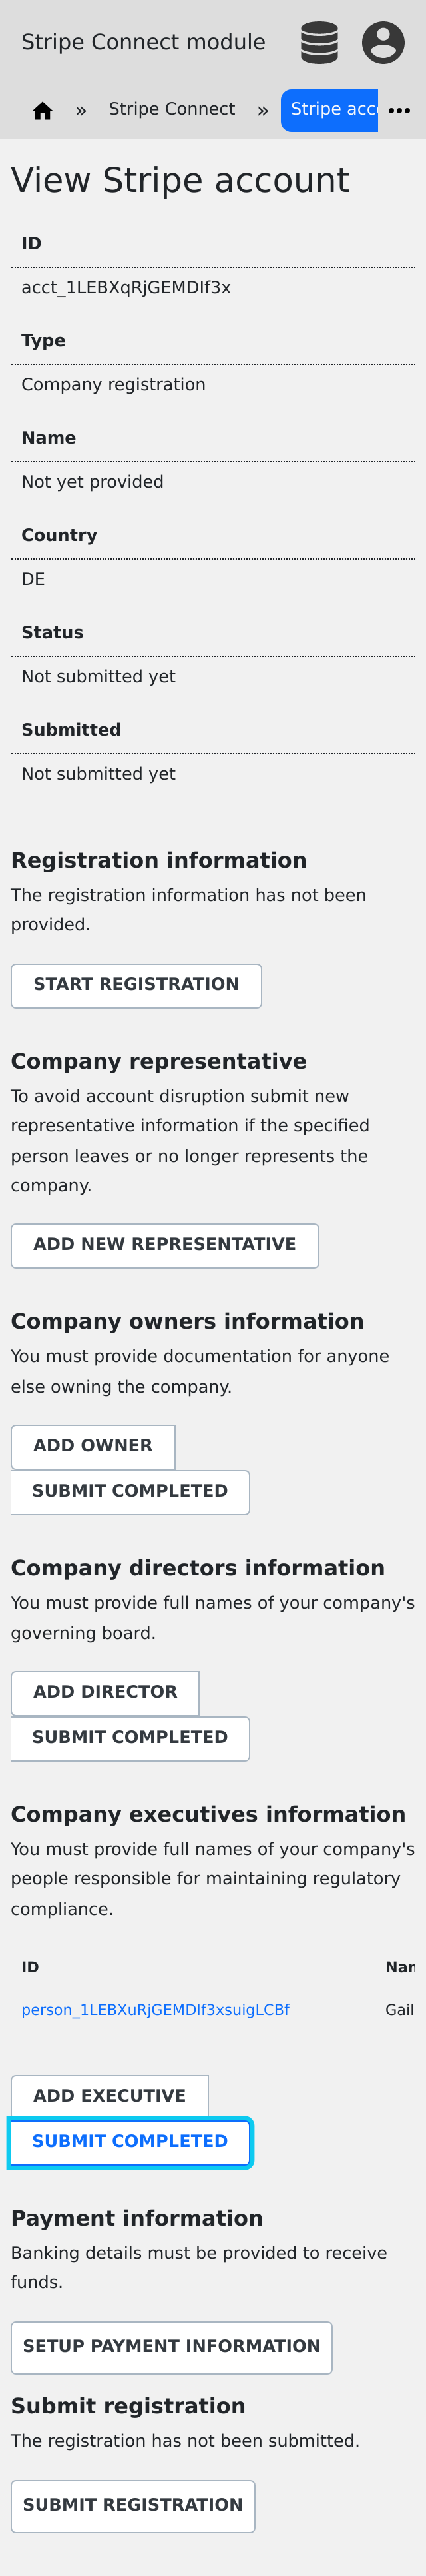 Stripe Connect module
» Stripe Connect » Stripe acc
View Stripe account
ID
acct_1LEBXqRjGEMDIf3x
Type
Company registration
Name
Not yet provided
Country
DE
Status
Not submitted yet
Submitted
Not submitted yet
Registration information
The registration information has not been
provided.
START REGISTRATION
Company representative
To avoid account disruption submit new
representative information if the specified
person leaves or no longer represents the
company.
ADD NEW REPRESENTATIVE
Company owners information
You must provide documentation for anyone
else owning the company.
ADD OWNER
SUBMIT COMPLETED
Company directors information
You must provide full names of your company's
governing board.
ADD DIRECTOR
SUBMIT COMPLETED
Company executives information
You must provide full names of your company's
people responsible for maintaining regulatory
compliance.
ID Nam
person_1LEBXuRjGEMDIf3xsuigLCBf Gail
ADD EXECUTIVE
SUBMIT COMPLETED
Payment information
Banking details must be provided to receive
funds.
SETUP PAYMENT INFORMATION
Submit registration
The registration has not been submitted.
SUBMIT REGISTRATION